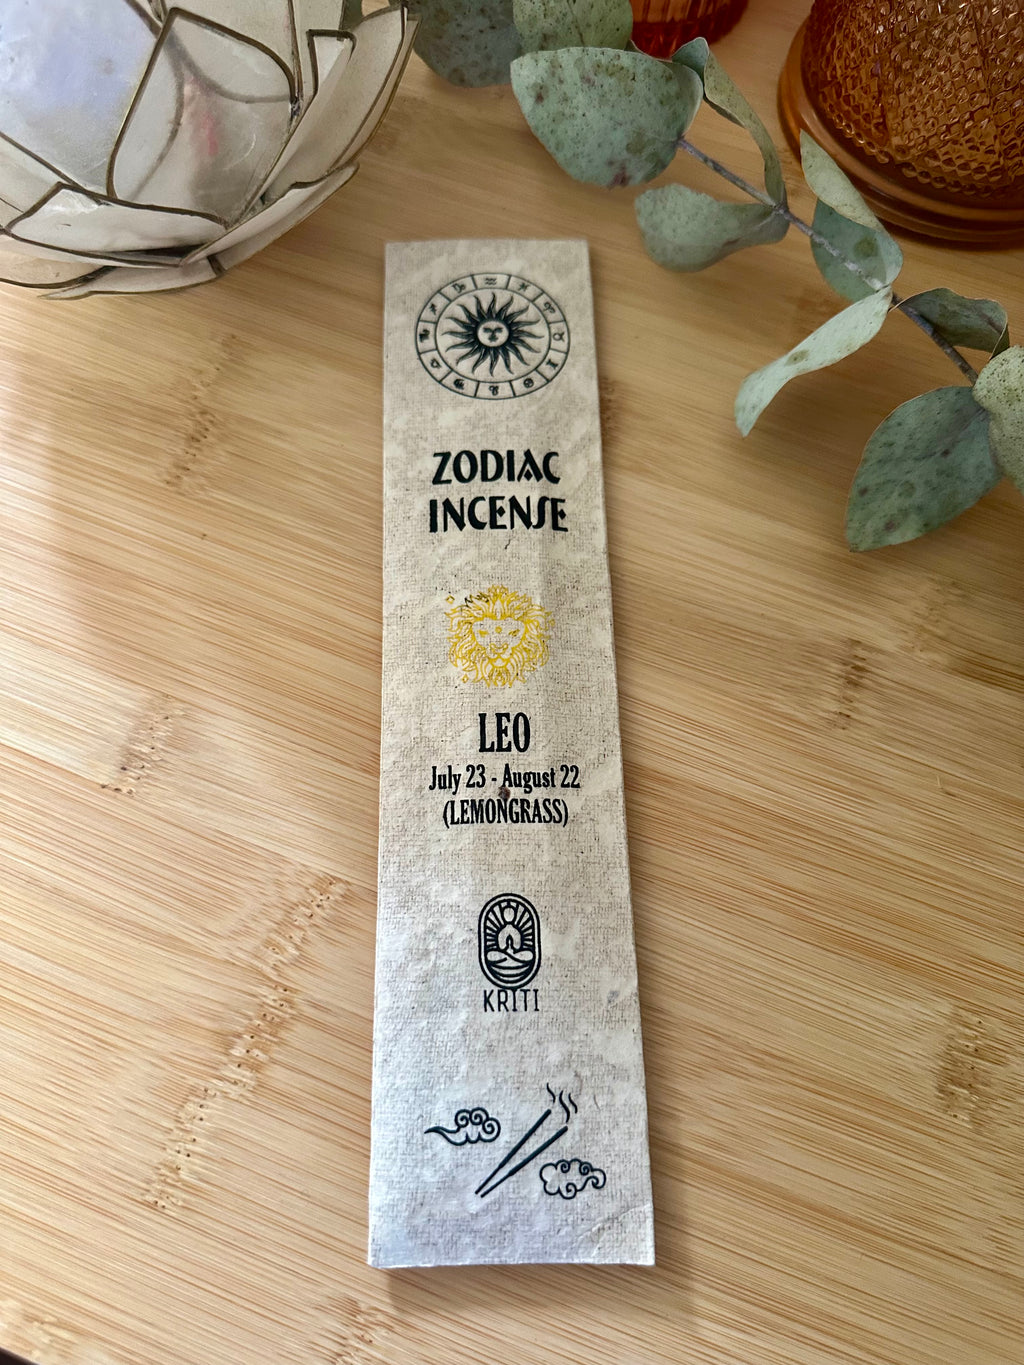 ZODIAC
INCENSE
LEO
July 23 - August 22
(LEMONGRASS)
KRITI